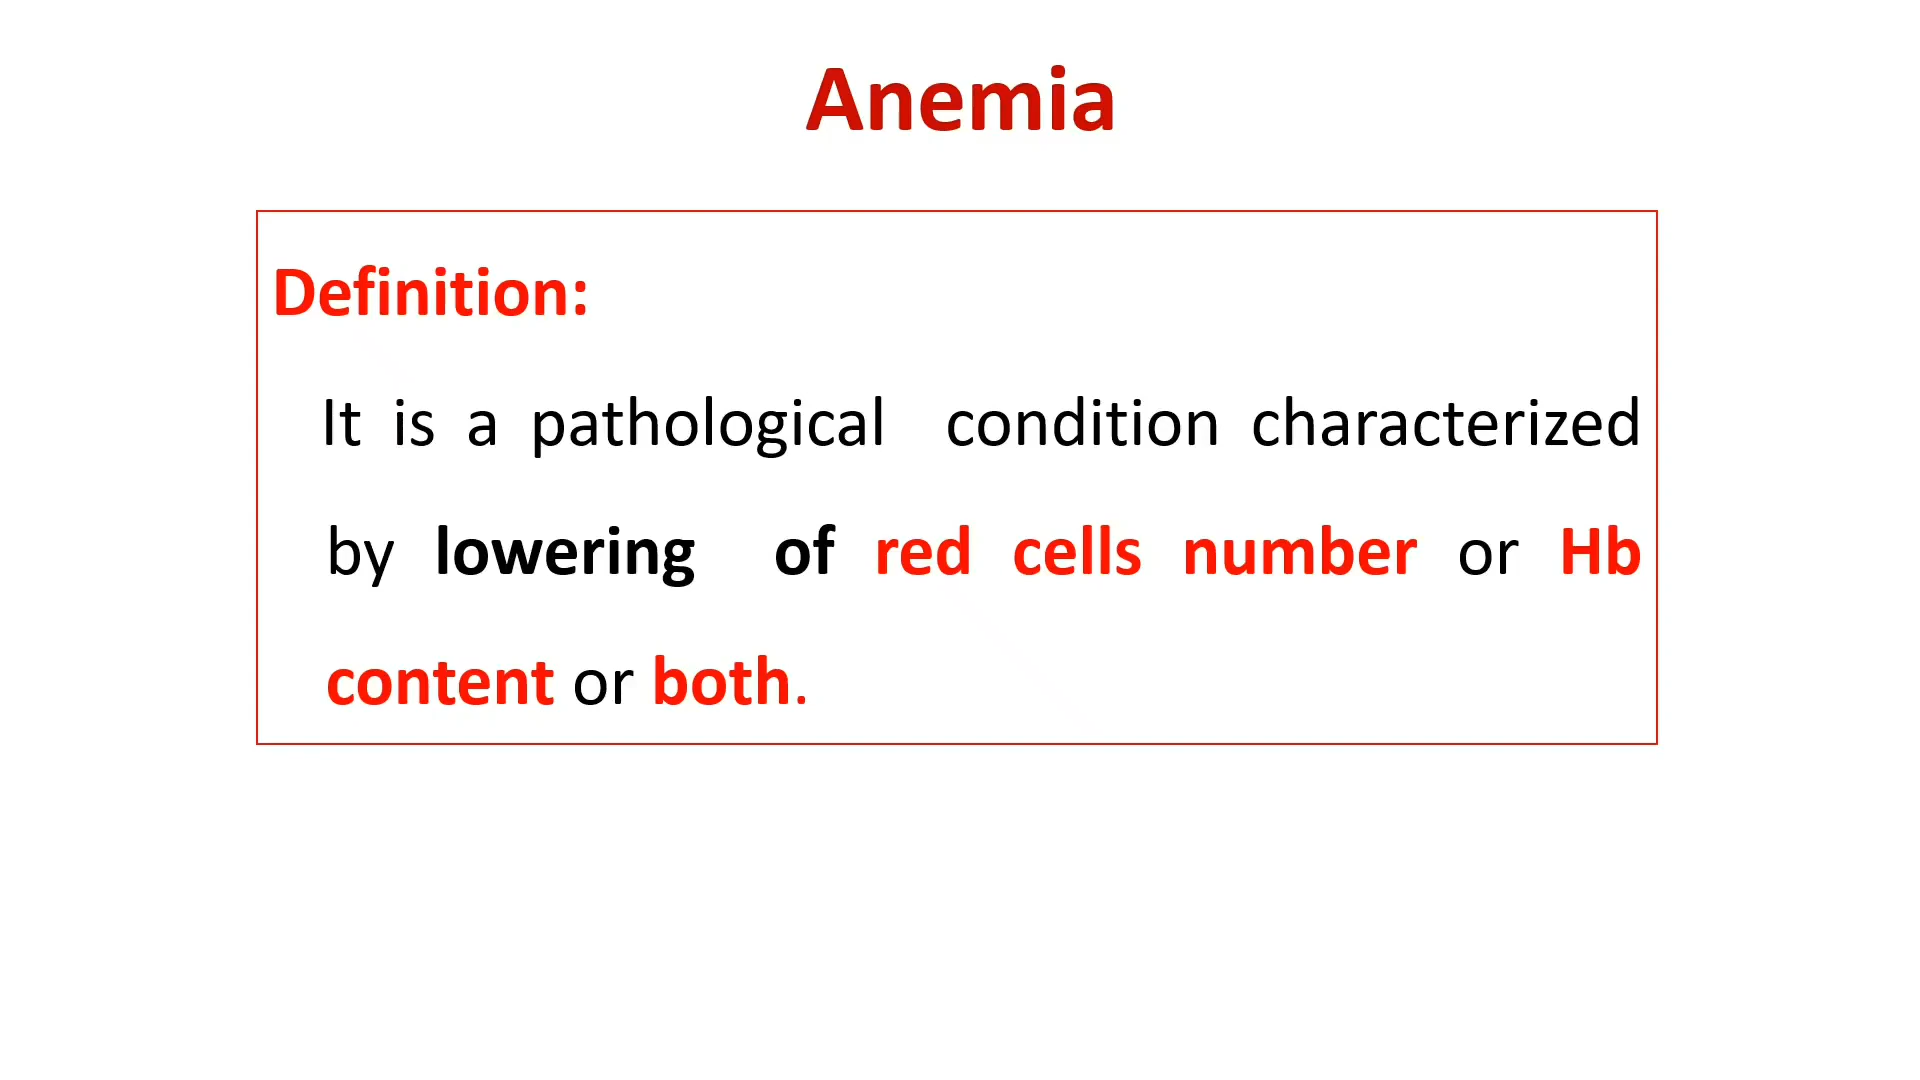 Anemia
Definition:
It is a pathological condition characterized
by lowering of red cells number or Hb
content or both.